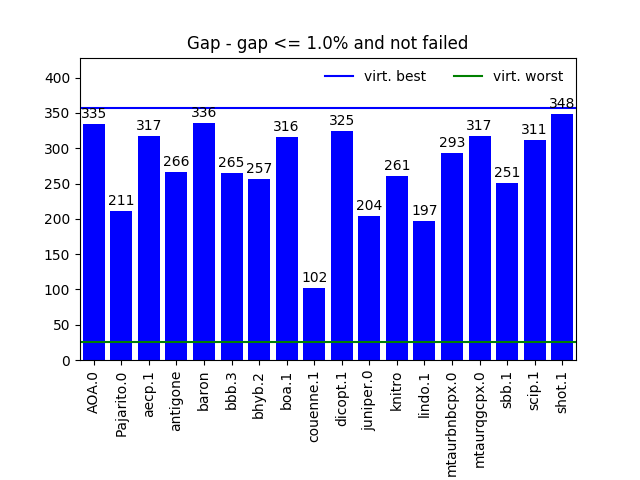 Gap - gap <= 1.0% and not failed
virt. best
virt. worst
400
350
300
250
200
150
100
50
0
335
211
317
266
336
265
257
316
102
325
204
261
197
293
317
251
311
348
AOA.0
Pajarito.0
aecp.1
antigone
baron
bbb.3
bhyb.2
boa.1
couenne.1
dicopt.1
juniper.0
knitro
lindo.1
mtaurbnbcpx.0
mtaurqgcpx.0
sbb.1
scip.1
shot.1